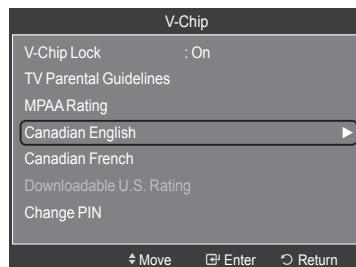 V-Chip
V-Chip Lock : On
TV Parental Guidelines
MPAA Rating
Canadian English
Canadian French
Downloadable U.S. Rating
Change PIN
Move Enter Return